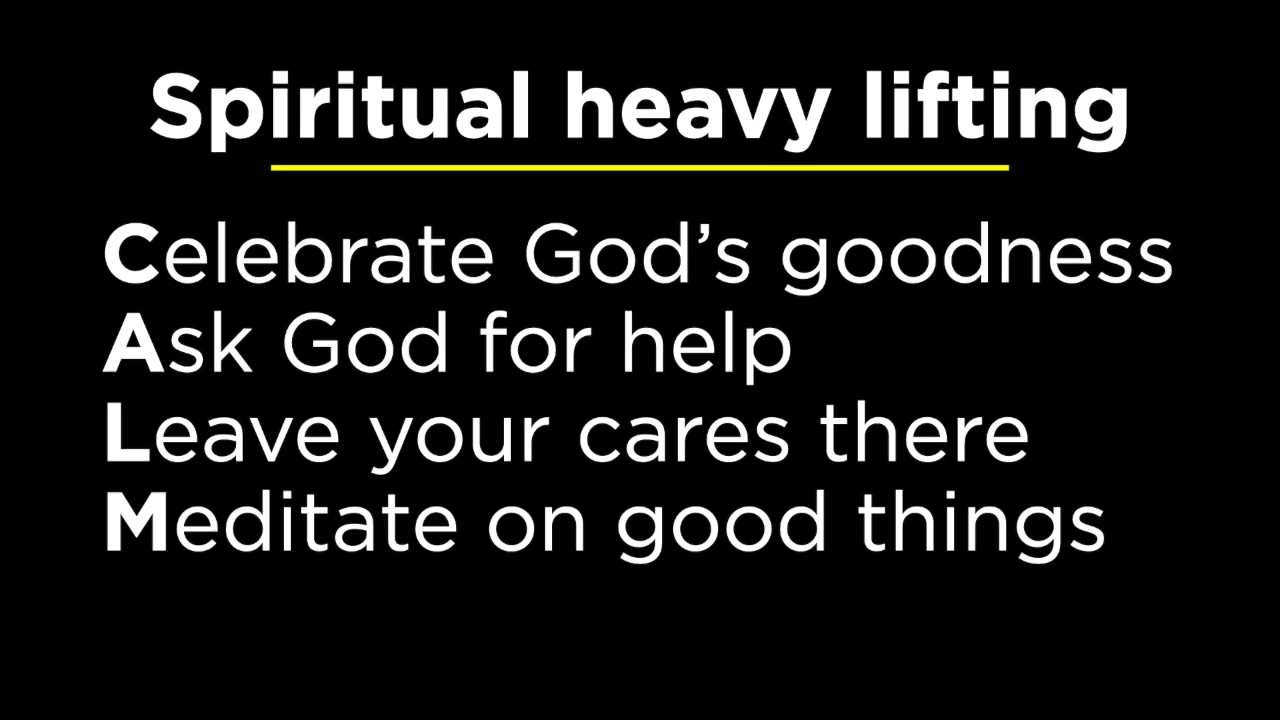 Spiritual heavy lifting
Celebrate God’s goodness
Ask God for help
Leave your cares there
Meditate on good things